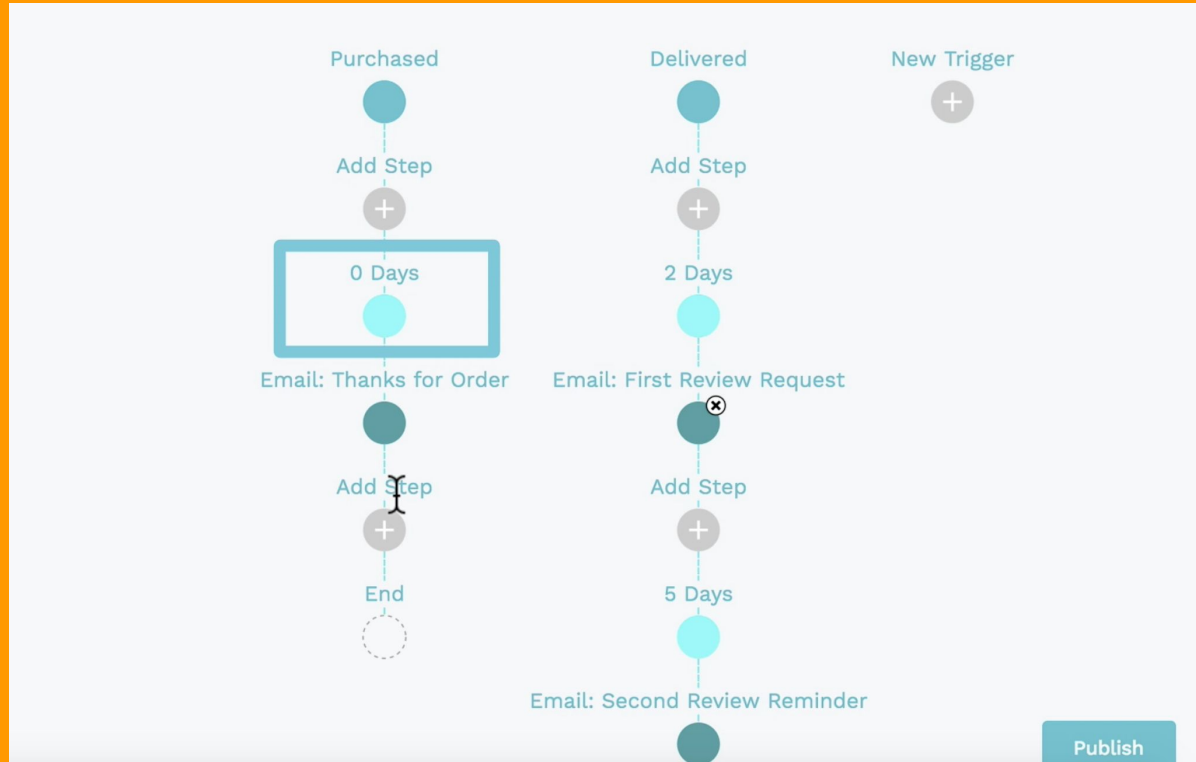 Purchased
Delivered
New Trigger
Add Step
Add Step
0 Days
2 Days
Email: Thanks for Order
Email: First Review Request
Add Step
Add Step
End
5 Days
Email: Second Review Reminder
Publish